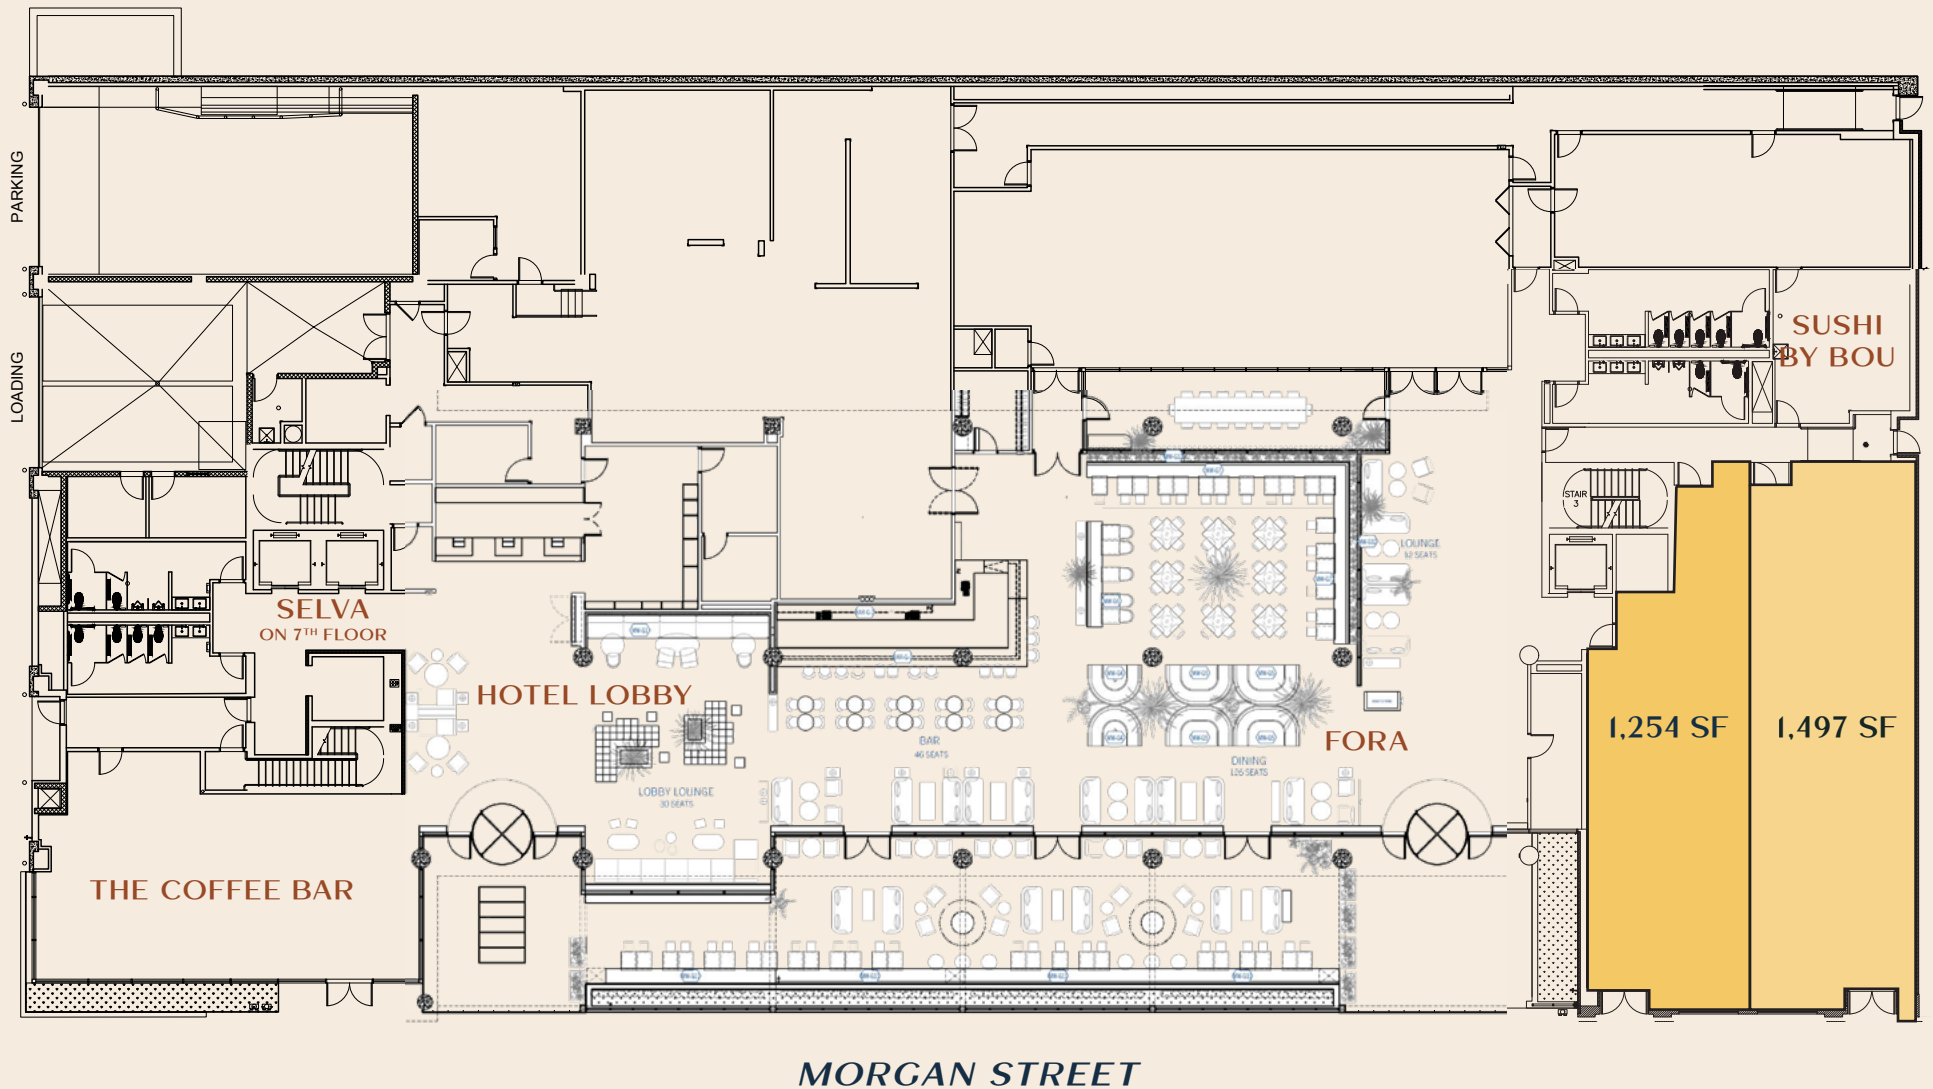 PARKING
LOADING
SUSHI
BY BOU
STAIR
3
LOUNGE
SELVA
ON 7TH FLOOR
HOTEL LOBBY
1,254 SF
1,497 SF
BAR
46 SEATS
FORA
DINING
126 SEATS
LOBBY LOUNGE
30 SEATS
THE COFFEE BAR
MORGAN STREET